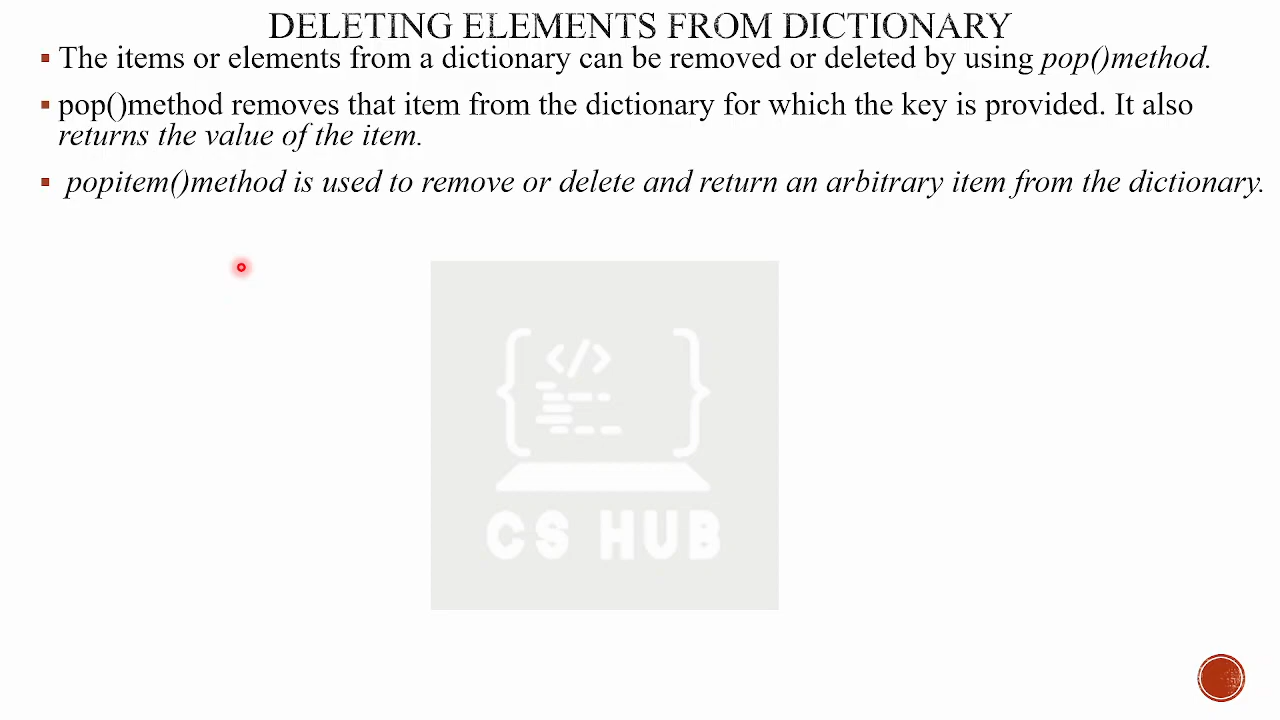 DELETING ELEMENTS FROM DICTIONARY
▪ The items or elements from a dictionary can be removed or deleted by using pop()method.
▪ pop()method removes that item from the dictionary for which the key is provided. It also
returns the value of the item.
▪ popitem()method is used to remove or delete and return an arbitrary item from the dictionary.
{ </> }
CS HUB